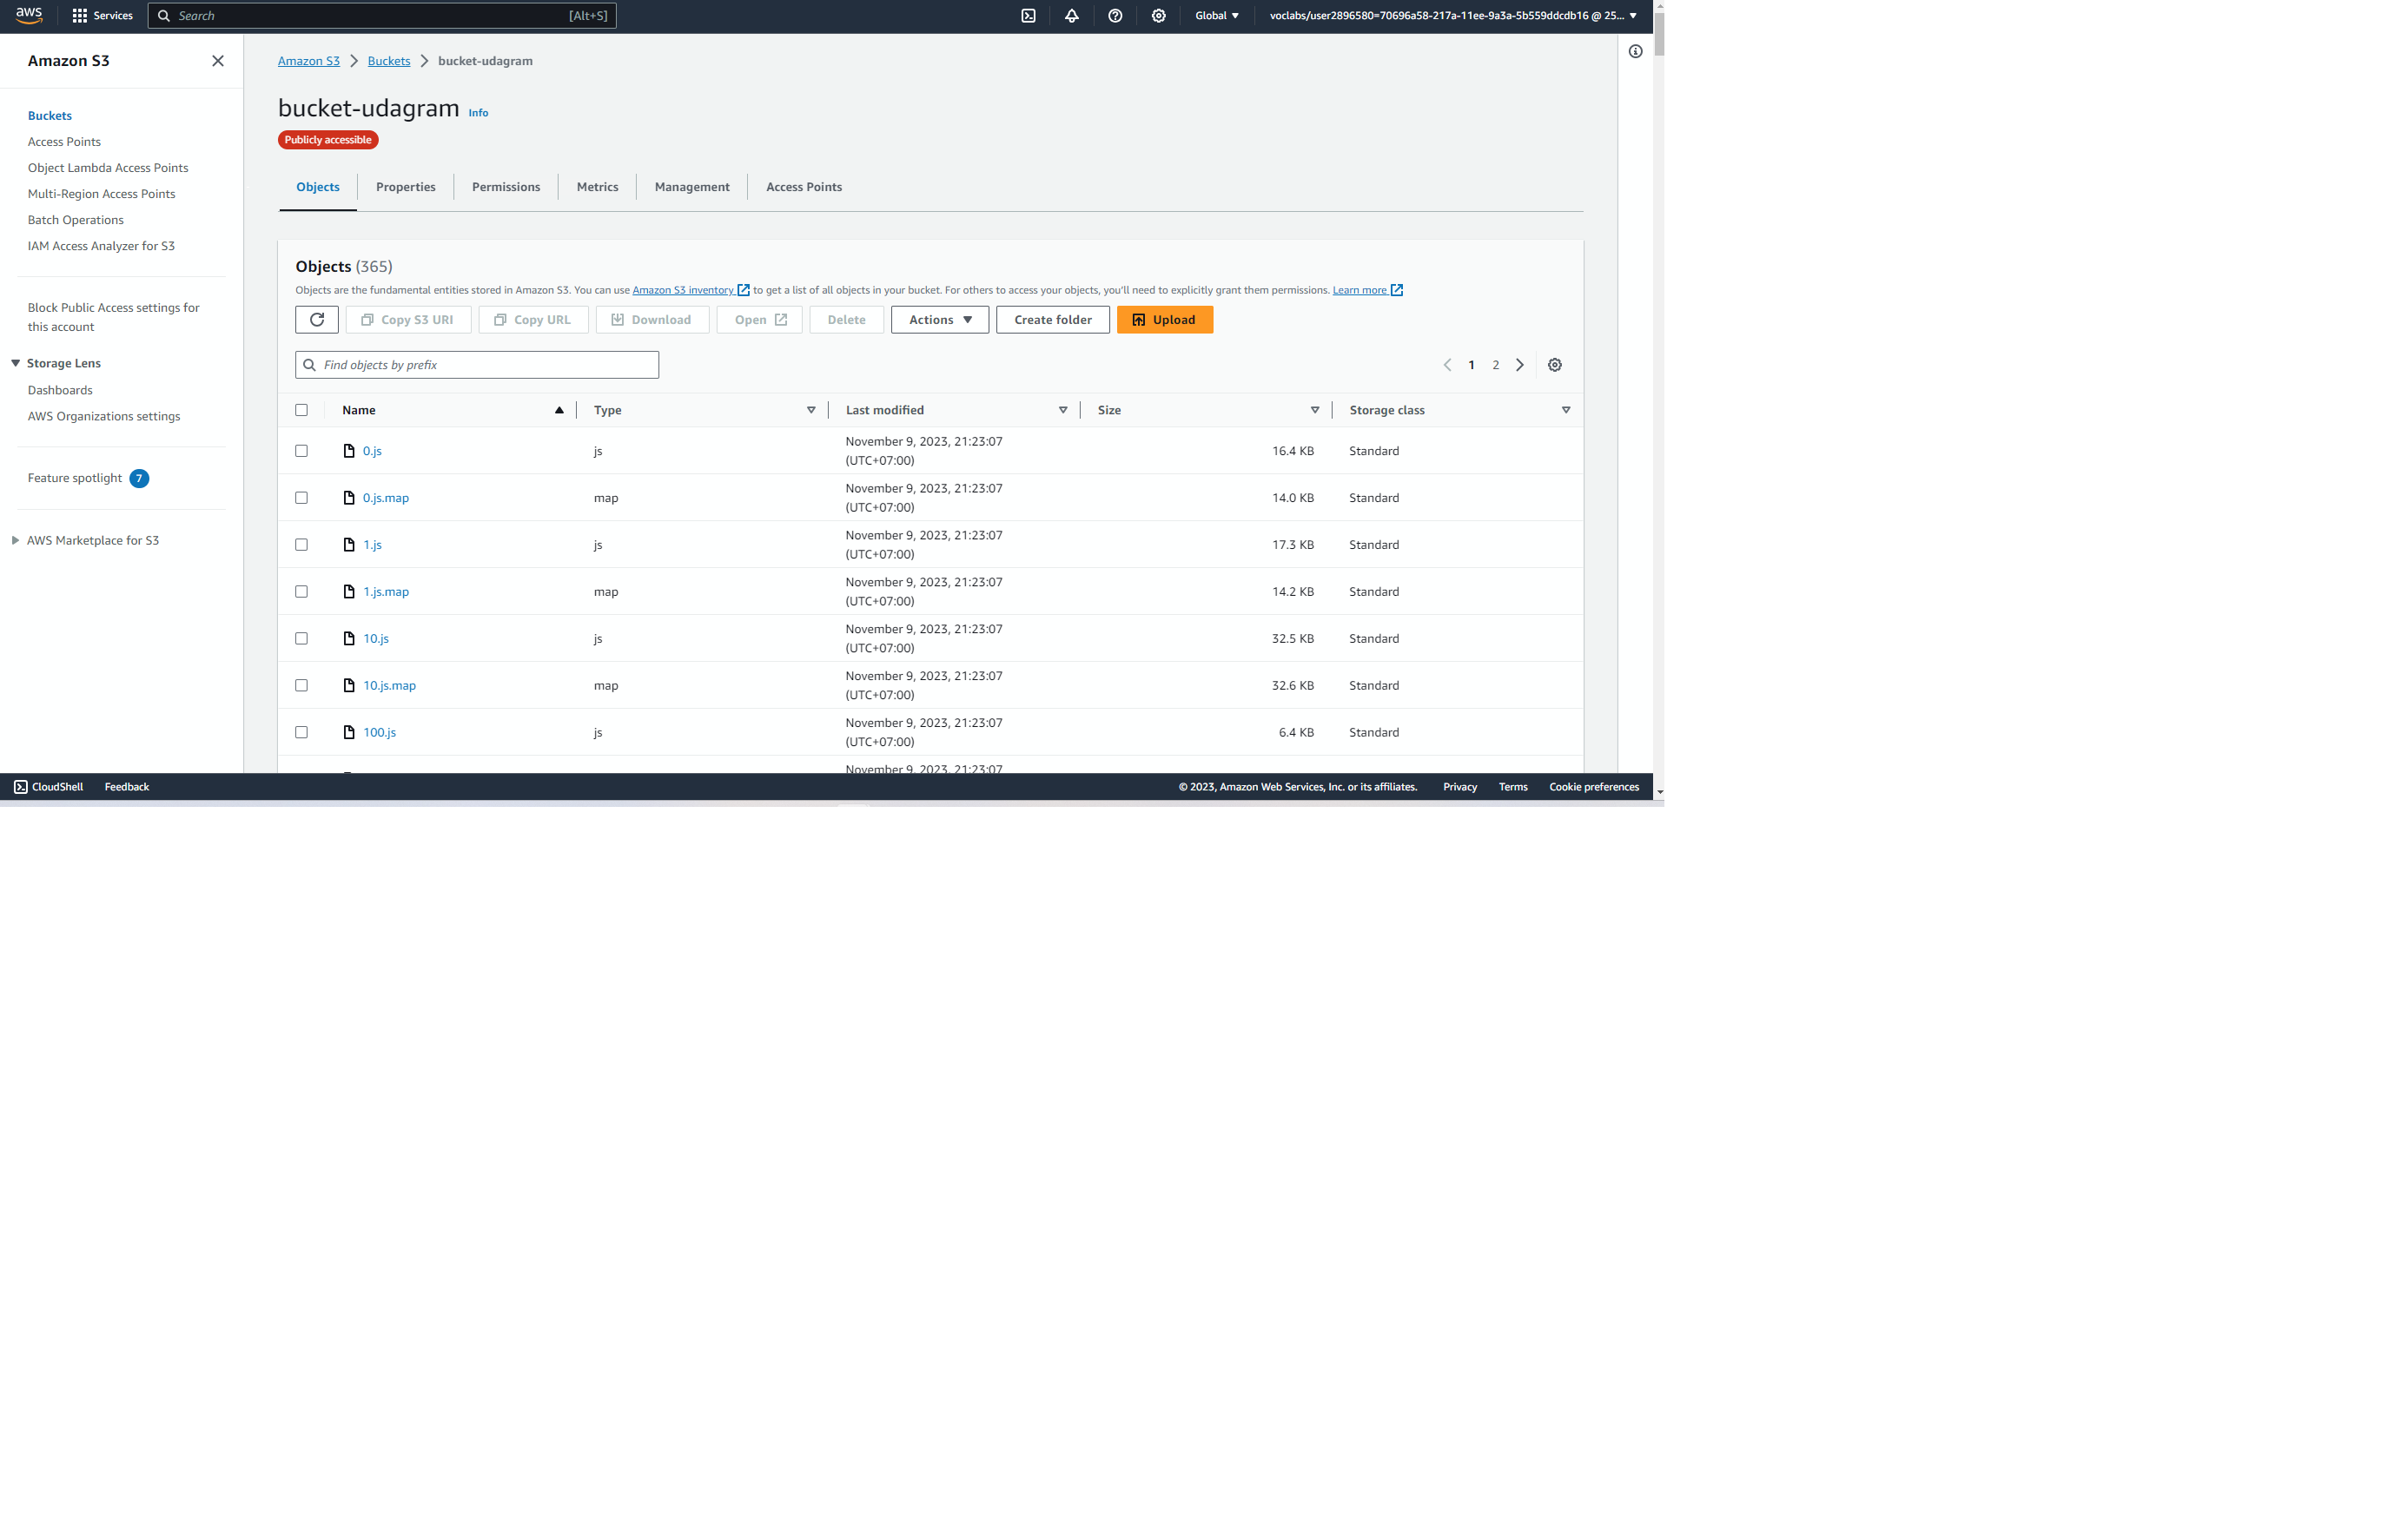 aws
Services
Search [Alt+S]
Global
voclabs/user2896580=70696a58-217a-11ee-9a3a-5b559ddcdb16 @ 25...
Amazon S3
Buckets
Access Points
Object Lambda Access Points
Multi-Region Access Points
Batch Operations
IAM Access Analyzer for S3
Block Public Access settings for
this account
Storage Lens
Dashboards
AWS Organizations settings
Feature spotlight 7
AWS Marketplace for S3
Amazon S3 Buckets bucket-udagram
bucket-udagram Info
Publicly accessible
Objects Properties Permissions Metrics Management Access Points
Objects (365)
Objects are the fundamental entities stored in Amazon S3. You can use Amazon S3 inventory to get a list of all objects in your bucket. For others to access your objects, you'll need to explicitly grant them permissions. Learn more
Copy S3 URI Copy URL Download Open Delete Actions Create folder Upload
Find objects by prefix
1 2
Name Type Last modified Size Storage class
0.js js November 9, 2023, 21:23:07 (UTC+07:00) 16.4 KB Standard
0.js.map map November 9, 2023, 21:23:07 (UTC+07:00) 14.0 KB Standard
1.js js November 9, 2023, 21:23:07 (UTC+07:00) 17.3 KB Standard
1.js.map map November 9, 2023, 21:23:07 (UTC+07:00) 14.2 KB Standard
10.js js November 9, 2023, 21:23:07 (UTC+07:00) 32.5 KB Standard
10.js.map map November 9, 2023, 21:23:07 (UTC+07:00) 32.6 KB Standard
100.js js November 9, 2023, 21:23:07 (UTC+07:00) 6.4 KB Standard
November 9, 2023, 21:23:07
CloudShell Feedback
© 2023, Amazon Web Services, Inc. or its affiliates. Privacy Terms Cookie preferences